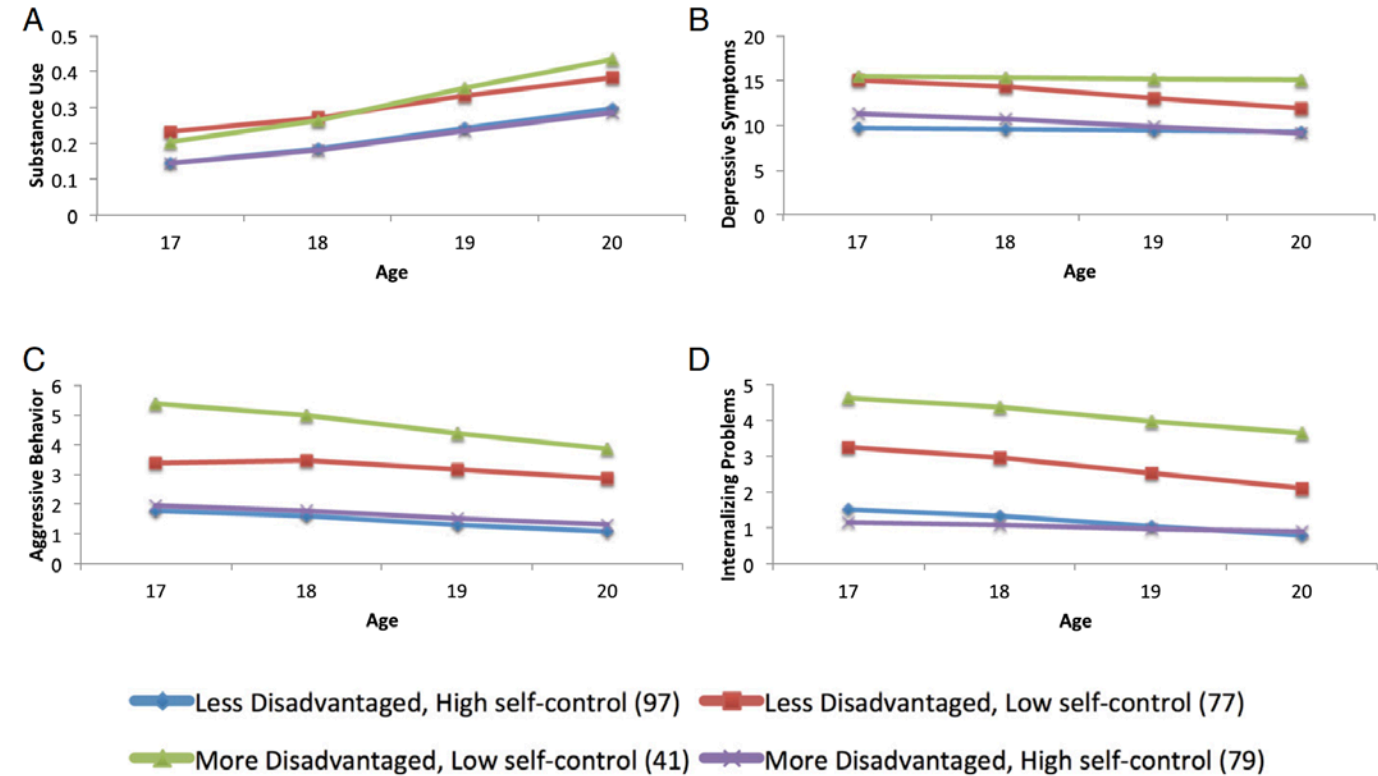 A
Substance Use
0.5
0.4
0.3
0.2
0.1
0
17 18 19 20
Age
B
Depressive Symptoms
20
15
10
5
0
17 18 19 20
Age
C
Aggressive Behavior
6
5
4
3
2
1
0
17 18 19 20
Age
D
Internalizing Problems
5
4
3
2
1
0
17 18 19 20
Age
Less Disadvantaged, High self-control (97)
Less Disadvantaged, Low self-control (77)
More Disadvantaged, Low self-control (41)
More Disadvantaged, High self-control (79)